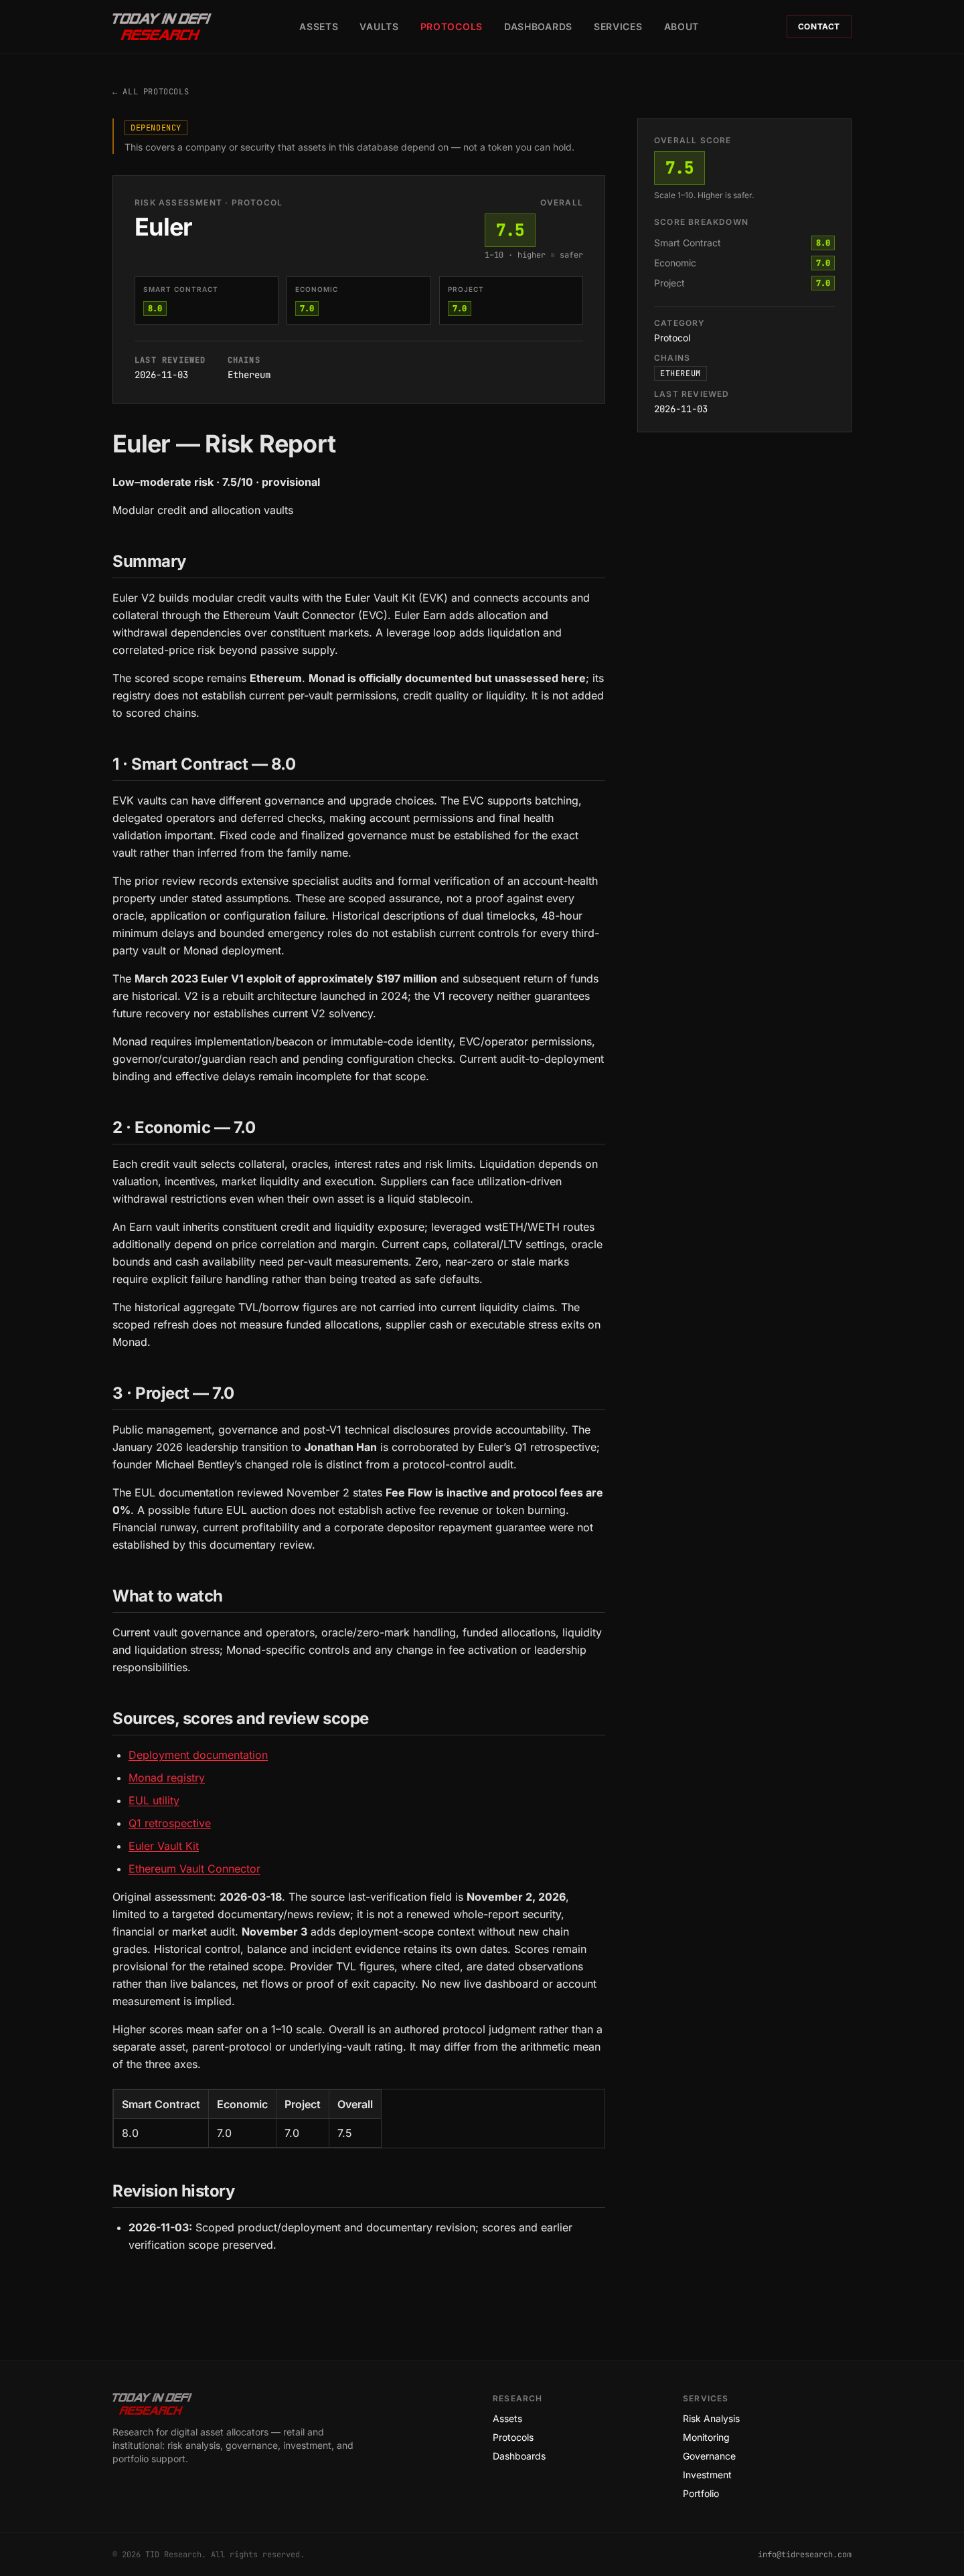 TODAY IN DEFI
RESEARCH
ASSETS VAULTS PROTOCOLS DASHBOARDS SERVICES ABOUT
CONTACT
← ALL PROTOCOLS
DEPENDENCY
This covers a company or security that assets in this database depend on — not a token you can hold.
RISK ASSESSMENT · PROTOCOL
Euler
OVERALL
7.5
1–10 · higher = safer
SMART CONTRACT
8.0
ECONOMIC
7.0
PROJECT
7.0
LAST REVIEWED
2026-11-03
CHAINS
Ethereum
OVERALL SCORE
7.5
Scale 1–10. Higher is safer.
SCORE BREAKDOWN
Smart Contract 8.0
Economic 7.0
Project 7.0
CATEGORY
Protocol
CHAINS
ETHEREUM
LAST REVIEWED
2026-11-03
Euler — Risk Report
Low–moderate risk · 7.5/10 · provisional
Modular credit and allocation vaults
Summary
Euler V2 builds modular credit vaults with the Euler Vault Kit (EVK) and connects accounts and
collateral through the Ethereum Vault Connector (EVC). Euler Earn adds allocation and
withdrawal dependencies over constituent markets. A leverage loop adds liquidation and
correlated-price risk beyond passive supply.
The scored scope remains Ethereum. Monad is officially documented but unassessed here; its
registry does not establish current per-vault permissions, credit quality or liquidity. It is not added
to scored chains.
1 · Smart Contract — 8.0
EVK vaults can have different governance and upgrade choices. The EVC supports batching,
delegated operators and deferred checks, making account permissions and final health
validation important. Fixed code and finalized governance must be established for the exact
vault rather than inferred from the family name.
The prior review records extensive specialist audits and formal verification of an account-health
property under stated assumptions. These are scoped assurance, not a proof against every
oracle, application or configuration failure. Historical descriptions of dual timelocks, 48-hour
minimum delays and bounded emergency roles do not establish current controls for every third-
party vault or Monad deployment.
The March 2023 Euler V1 exploit of approximately $197 million and subsequent return of funds
are historical. V2 is a rebuilt architecture launched in 2024; the V1 recovery neither guarantees
future recovery nor establishes current V2 solvency.
Monad requires implementation/beacon or immutable-code identity, EVC/operator permissions,
governor/curator/guardian reach and pending configuration checks. Current audit-to-deployment
binding and effective delays remain incomplete for that scope.
2 · Economic — 7.0
Each credit vault selects collateral, oracles, interest rates and risk limits. Liquidation depends on
valuation, incentives, market liquidity and execution. Suppliers can face utilization-driven
withdrawal restrictions even when their own asset is a liquid stablecoin.
An Earn vault inherits constituent credit and liquidity exposure; leveraged wstETH/WETH routes
additionally depend on price correlation and margin. Current caps, collateral/LTV settings, oracle
bounds and cash availability need per-vault measurements. Zero, near-zero or stale marks
require explicit failure handling rather than being treated as safe defaults.
The historical aggregate TVL/borrow figures are not carried into current liquidity claims. The
scoped refresh does not measure funded allocations, supplier cash or executable stress exits on
Monad.
3 · Project — 7.0
Public management, governance and post-V1 technical disclosures provide accountability. The
January 2026 leadership transition to Jonathan Han is corroborated by Euler’s Q1 retrospective;
founder Michael Bentley’s changed role is distinct from a protocol-control audit.
The EUL documentation reviewed November 2 states Fee Flow is inactive and protocol fees are
0%. A possible future EUL auction does not establish active fee revenue or token burning.
Financial runway, current profitability and a corporate depositor repayment guarantee were not
established by this documentary review.
What to watch
Current vault governance and operators, oracle/zero-mark handling, funded allocations, liquidity
and liquidation stress; Monad-specific controls and any change in fee activation or leadership
responsibilities.
Sources, scores and review scope
• Deployment documentation
• Monad registry
• EUL utility
• Q1 retrospective
• Euler Vault Kit
• Ethereum Vault Connector
Original assessment: 2026-03-18. The source last-verification field is November 2, 2026,
limited to a targeted documentary/news review; it is not a renewed whole-report security,
financial or market audit. November 3 adds deployment-scope context without new chain
grades. Historical control, balance and incident evidence retains its own dates. Scores remain
provisional for the retained scope. Provider TVL figures, where cited, are dated observations
rather than live balances, net flows or proof of exit capacity. No new live dashboard or account
measurement is implied.
Higher scores mean safer on a 1–10 scale. Overall is an authored protocol judgment rather than a
separate asset, parent-protocol or underlying-vault rating. It may differ from the arithmetic mean
of the three axes.
Smart Contract Economic Project Overall
8.0 7.0 7.0 7.5
Revision history
• 2026-11-03: Scoped product/deployment and documentary revision; scores and earlier
verification scope preserved.
TODAY IN DEFI
RESEARCH
Research for digital asset allocators — retail and
institutional: risk analysis, governance, investment, and
portfolio support.
RESEARCH
Assets
Protocols
Dashboards
SERVICES
Risk Analysis
Monitoring
Governance
Investment
Portfolio
© 2026 TID Research. All rights reserved.
info@tidresearch.com